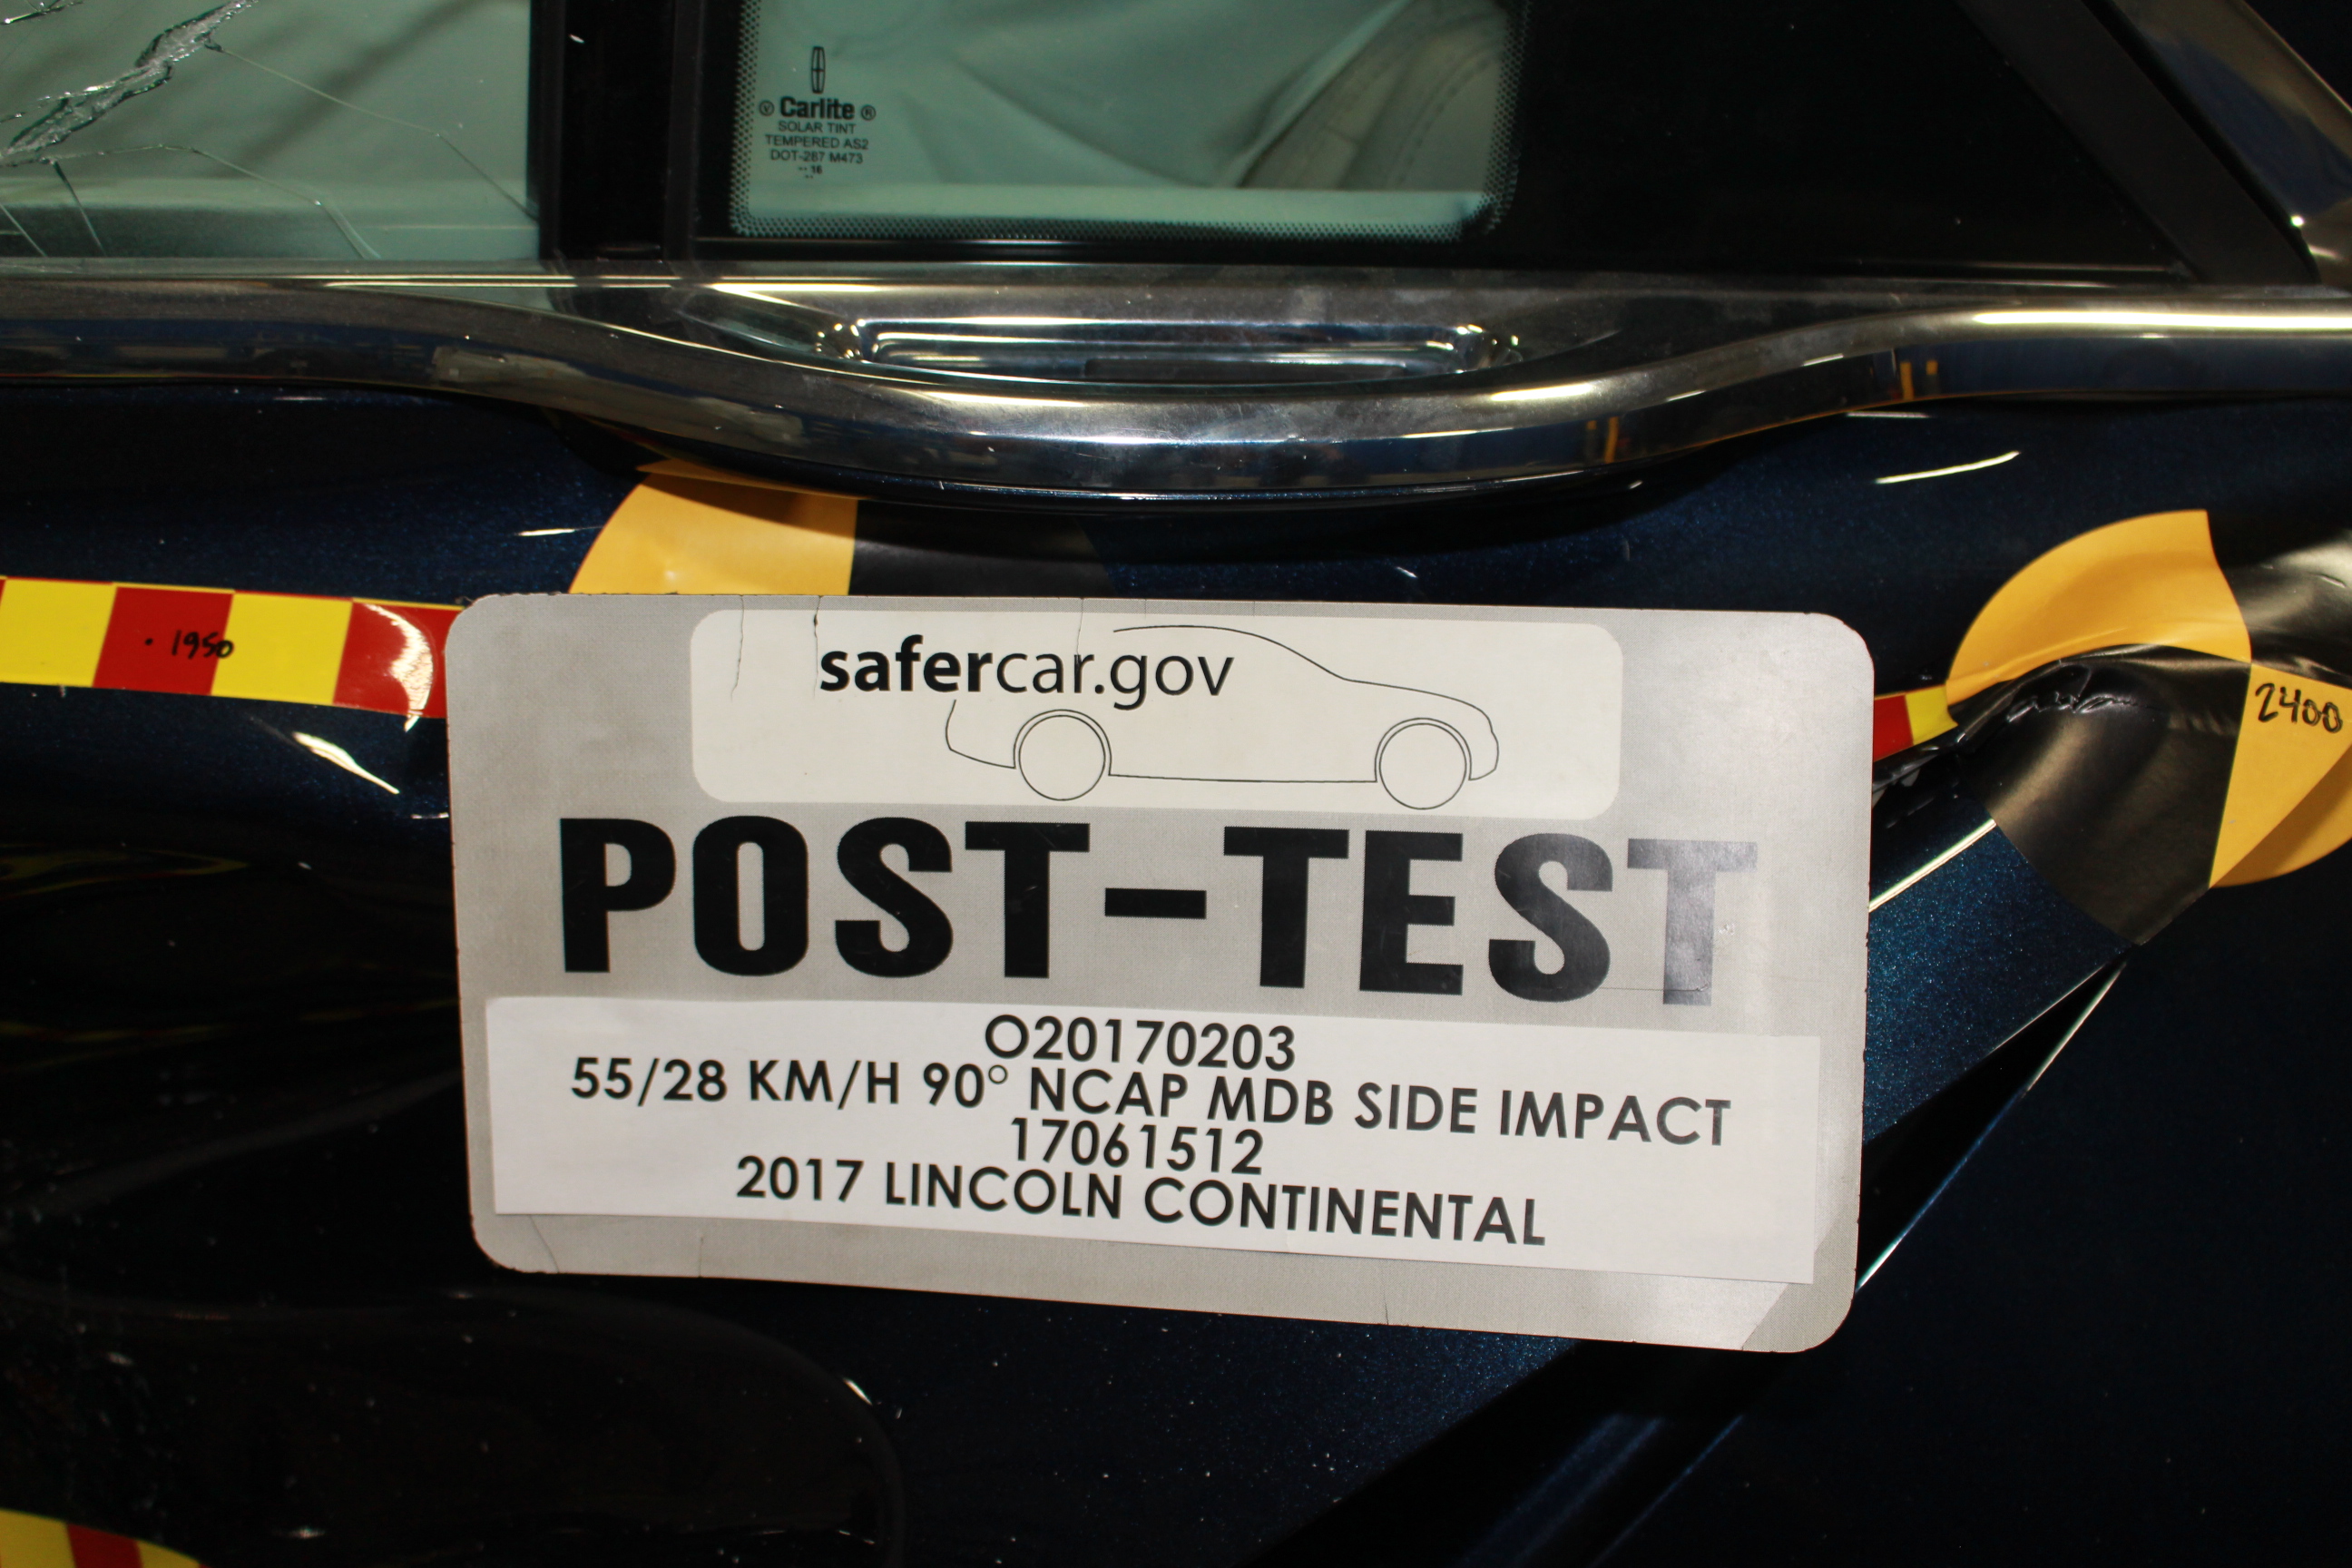 Ⓥ Carlite ®
SOLAR TINT
TEMPERED AS2
DOT-287 M473
·· 16
··
. 1950
2400
safercar.gov
POST-TEST
O20170203
55/28 KM/H 90° NCAP MDB SIDE IMPACT
17061512
2017 LINCOLN CONTINENTAL